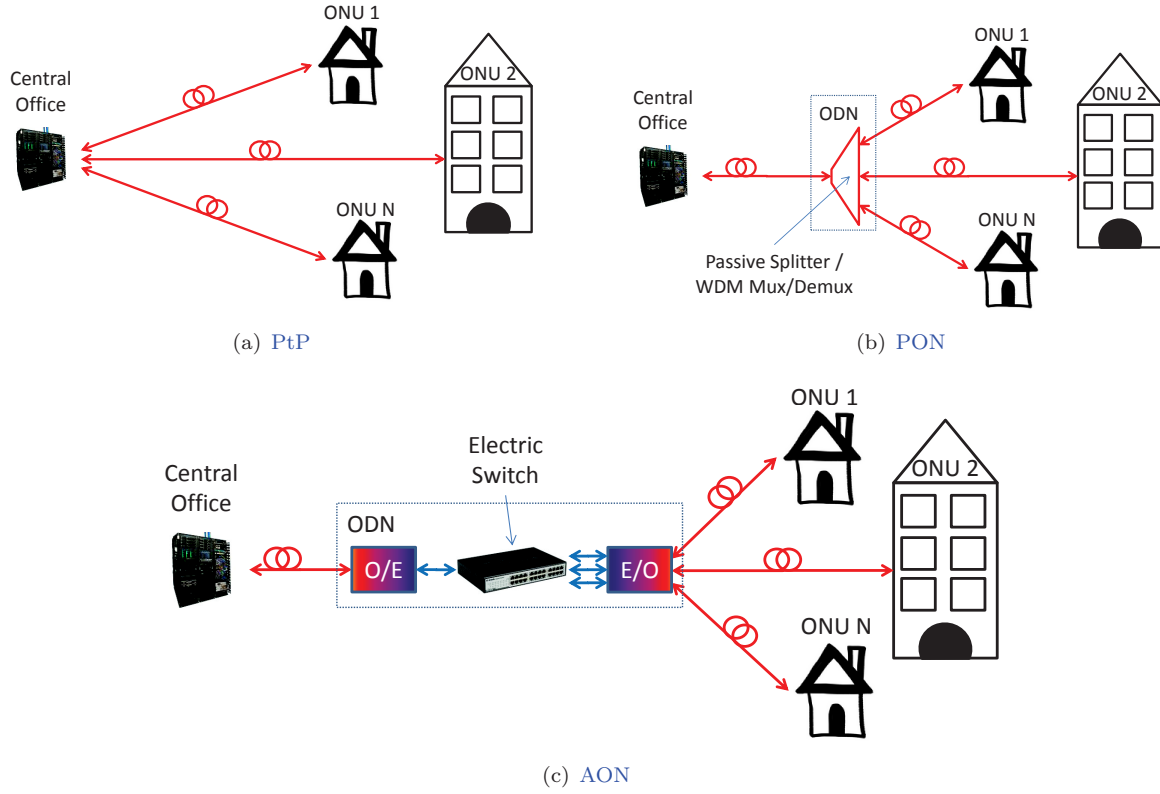 ONU 1
Central
Office
ONU 2
ONU N
(a) PtP
ONU 1
Central
Office
ODN
ONU 2
ONU N
Passive Splitter /
WDM Mux/Demux
(b) PON
ONU 1
Electric
Switch
Central
Office
ONU 2
ODN
O/E
E/O
ONU N
(c) AON